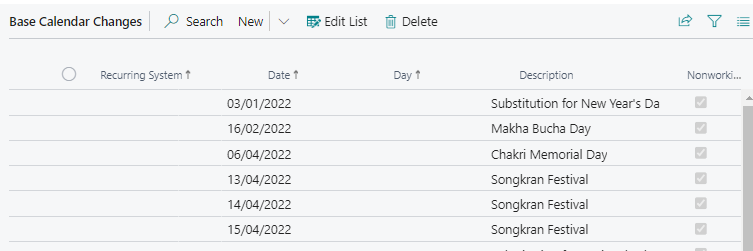 Base Calendar Changes Search New Edit List Delete
Recurring System↑ Date↑ Day↑ Description Nonworki...
03/01/2022 Substitution for New Year's Da
16/02/2022 Makha Bucha Day
06/04/2022 Chakri Memorial Day
13/04/2022 Songkran Festival
14/04/2022 Songkran Festival
15/04/2022 Songkran Festival